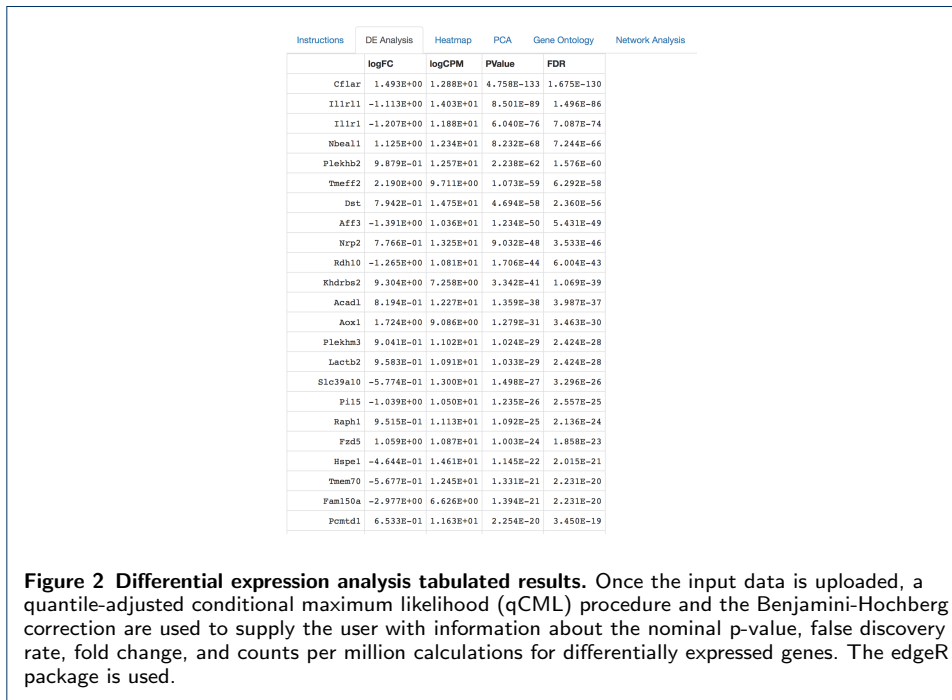 Instructions DE Analysis Heatmap PCA Gene Ontology Network Analysis
logFC logCPM PValue FDR
Cflar 1.493E+00 1.288E+01 4.758E-133 1.675E-130
Il1rl1 -1.113E+00 1.403E+01 8.501E-89 1.496E-86
Il1r1 -1.207E+00 1.188E+01 6.040E-76 7.087E-74
Nbeal1 1.125E+00 1.234E+01 8.232E-68 7.244E-66
Plekhb2 9.879E-01 1.257E+01 2.238E-62 1.576E-60
Tmeff2 2.190E+00 9.711E+00 1.073E-59 6.292E-58
Dst 7.942E-01 1.475E+01 4.694E-58 2.360E-56
Aff3 -1.391E+00 1.036E+01 1.234E-50 5.431E-49
Nrp2 7.766E-01 1.325E+01 9.032E-48 3.533E-46
Rdh10 -1.265E+00 1.081E+01 1.706E-44 6.004E-43
Khdrbs2 9.304E+00 7.258E+00 3.342E-41 1.069E-39
Acadl 8.194E-01 1.227E+01 1.359E-38 3.987E-37
Aox1 1.724E+00 9.086E+00 1.279E-31 3.463E-30
Plekhm3 9.041E-01 1.102E+01 1.024E-29 2.424E-28
Lactb2 9.583E-01 1.091E+01 1.033E-29 2.424E-28
Slc39a10 -5.774E-01 1.300E+01 1.498E-27 3.296E-26
Pi15 -1.039E+00 1.050E+01 1.235E-26 2.557E-25
Raph1 9.515E-01 1.113E+01 1.092E-25 2.136E-24
Fzd5 1.059E+00 1.087E+01 1.003E-24 1.858E-23
Hspe1 -4.644E-01 1.461E+01 1.145E-22 2.015E-21
Tmem70 -5.677E-01 1.245E+01 1.331E-21 2.231E-20
Fam150a -2.977E+00 6.626E+00 1.394E-21 2.231E-20
Pcmtd1 6.533E-01 1.163E+01 2.254E-20 3.450E-19
Figure 2 Differential expression analysis tabulated results. Once the input data is uploaded, a
quantile-adjusted conditional maximum likelihood (qCML) procedure and the Benjamini-Hochberg
correction are used to supply the user with information about the nominal p-value, false discovery
rate, fold change, and counts per million calculations for differentially expressed genes. The edgeR
package is used.